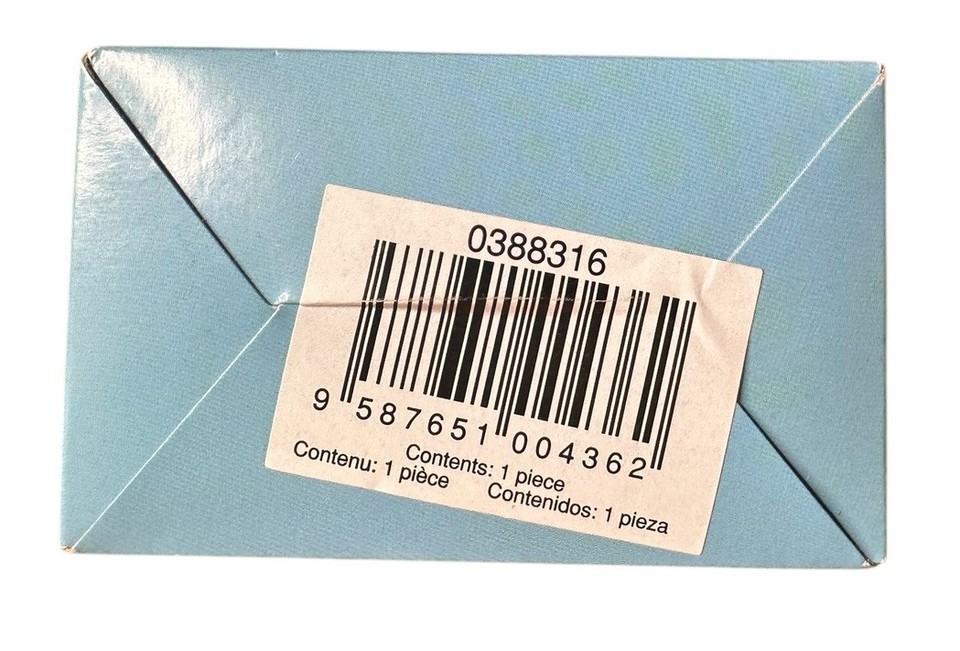 0388316
9 587651 004362
Contents: 1 piece
Contenu: 1 pièce
Contenidos: 1 pieza